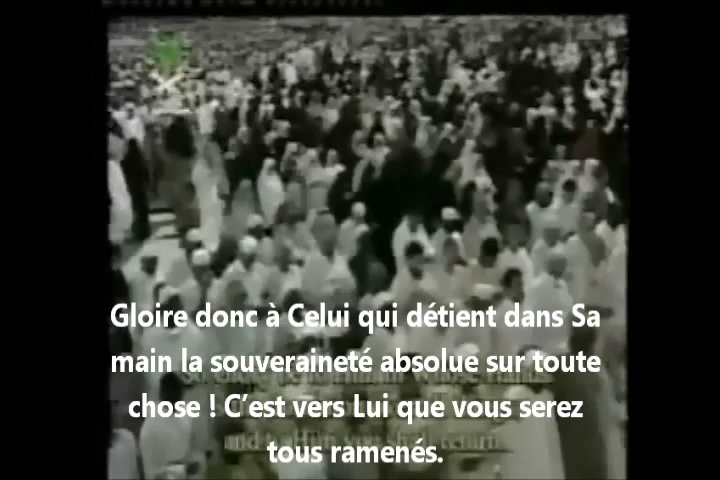 Gloire donc à Celui qui détient dans Sa
main la souveraineté absolue sur toute
chose ! C’est vers Lui que vous serez
tous ramenés.